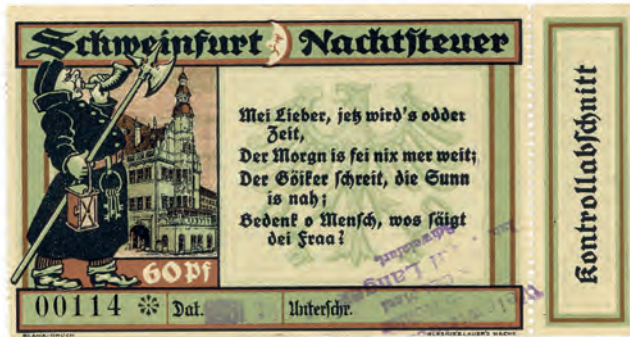 Schweinfurt Nachtsteuer
Mei Lieber, jetz wird's odder
Zeit,
Der Morgn is fei nix mer weit;
Der Göiker schreit, die Sunn
is nah;
Bedenk o Mensch, wos säigt
dei Fraa?
60 Pf
00114 ❇ Dat. Unterschr.
Kontrollabschnitt
Schweinfurt